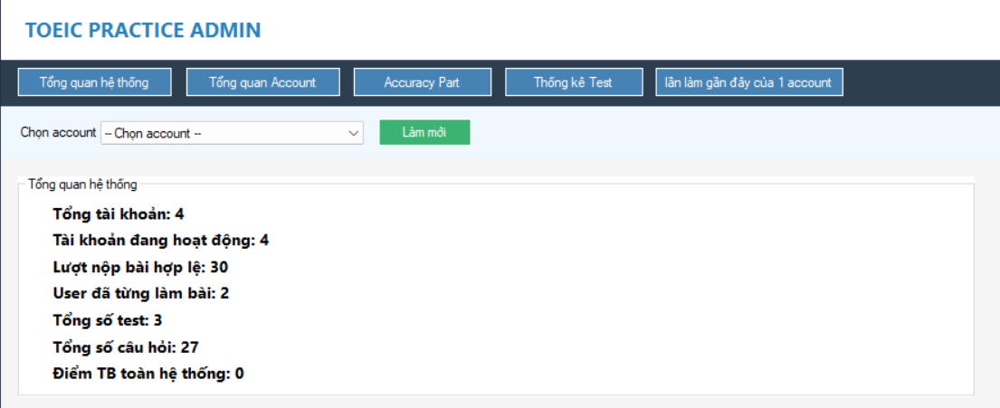 TOEIC PRACTICE ADMIN
Tổng quan hệ thống
Tổng quan Account
Accuracy Part
Thống kê Test
lần làm gần đây của 1 account
Chọn account
-- Chọn account --
Làm mới
Tổng quan hệ thống
Tổng tài khoản: 4
Tài khoản đang hoạt động: 4
Lượt nộp bài hợp lệ: 30
User đã từng làm bài: 2
Tổng số test: 3
Tổng số câu hỏi: 27
Điểm TB toàn hệ thống: 0